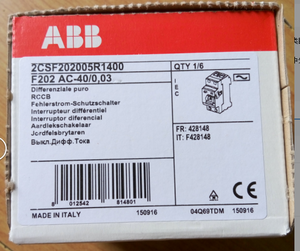 ABB
2CSF202005R1400
QTY 1/6
F202 AC-40/0,03
Differenziale puro
RCCB
Fehlerstrom-Schutzschalter
Interrupteur différentiel
Interruptor diferencial
Aardlekschakelaar
Jordfelsbrytaren
Выкл.Дифф.Тока
IEC
FR: 428148
IT: F428148
MADE IN ITALY
8 012542 814801
150916
04Q69TDM
150916